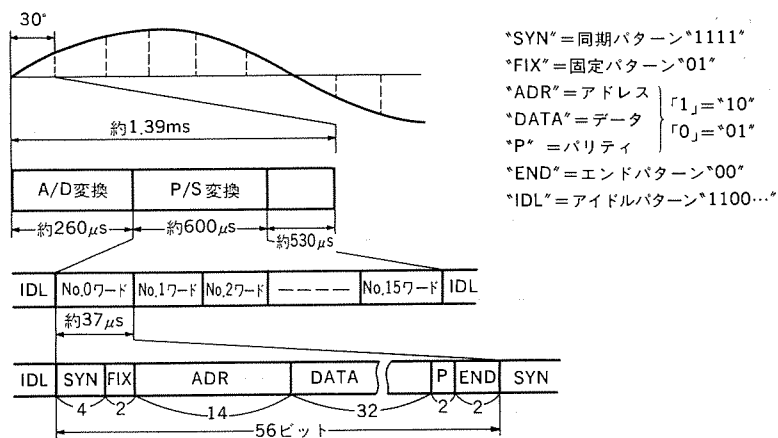 30°
約1.39ms
A/D変換 P/S変換
約260μs 約600μs 約530μs
IDL No.0ワード No.1ワード No.2ワード ---- No.15ワード IDL
約37μs
IDL SYN FIX ADR DATA P END SYN
4 2 14 32 2 2
56ビット
"SYN"=同期パターン"1111"
"FIX"=固定パターン"01"
"ADR"=アドレス
"DATA"=データ
"P" =パリティ
「1」="10"
「0」="01"
"END"=エンドパターン"00"
"IDL"=アイドルパターン"1100…"